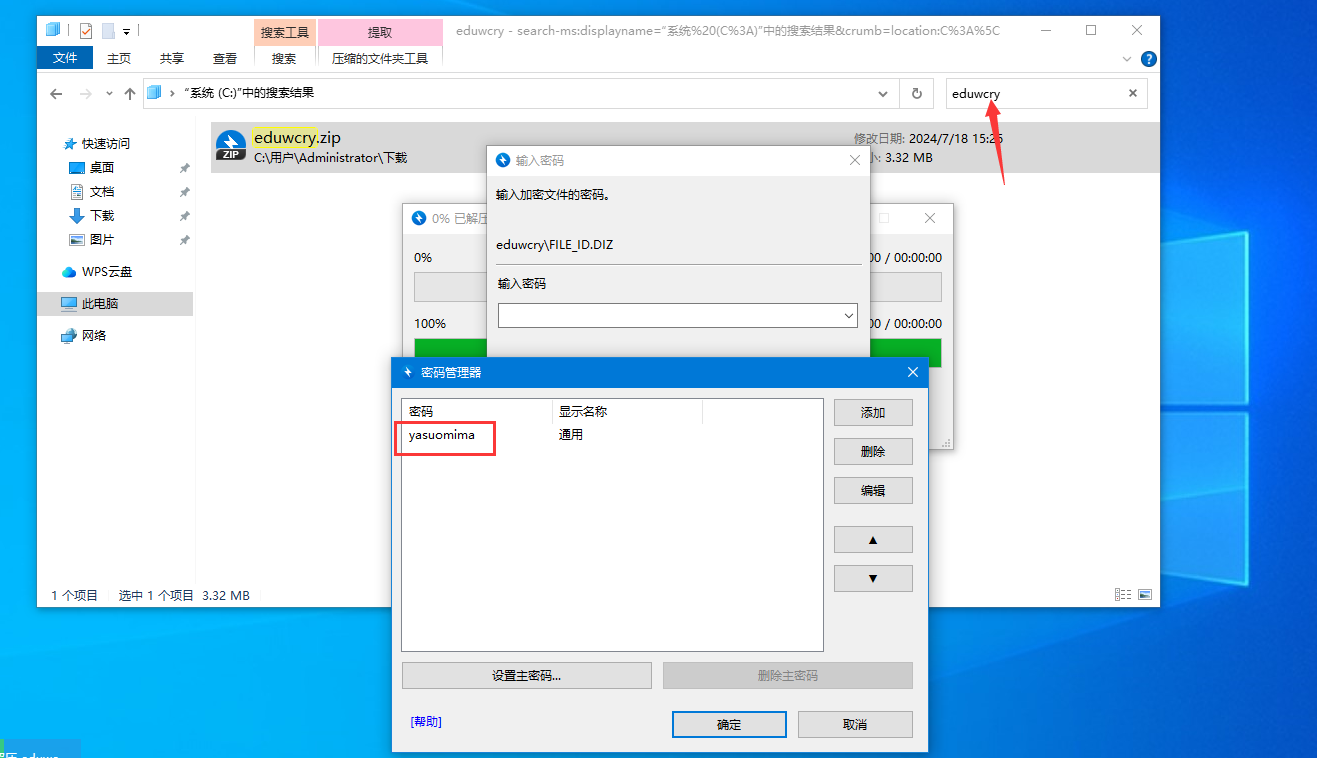 搜索工具
提取
eduwcry - search-ms:displayname=“系统%20(C%3A)”中的搜索结果&crumb=location:C%3A%5C
文件
主页
共享
查看
搜索
压缩的文件夹工具
“系统 (C:)”中的搜索结果
eduwcry
快速访问
桌面
文档
下载
图片
WPS云盘
此电脑
网络
ZIP
eduwcry.zip
C:\用户\Administrator\下载
修改日期: 2024/7/18 15:26
小: 3.32 MB
0% 已解压
0%
00 / 00:00:00
100%
00 / 00:00:00
输入密码
输入加密文件的密码。
eduwcry\FILE_ID.DIZ
输入密码
密码管理器
密码
显示名称
yasuomima
通用
添加
删除
编辑
▲
▼
设置主密码...
删除主密码
[帮助]
确定
取消
1 个项目
选中 1 个项目 3.32 MB